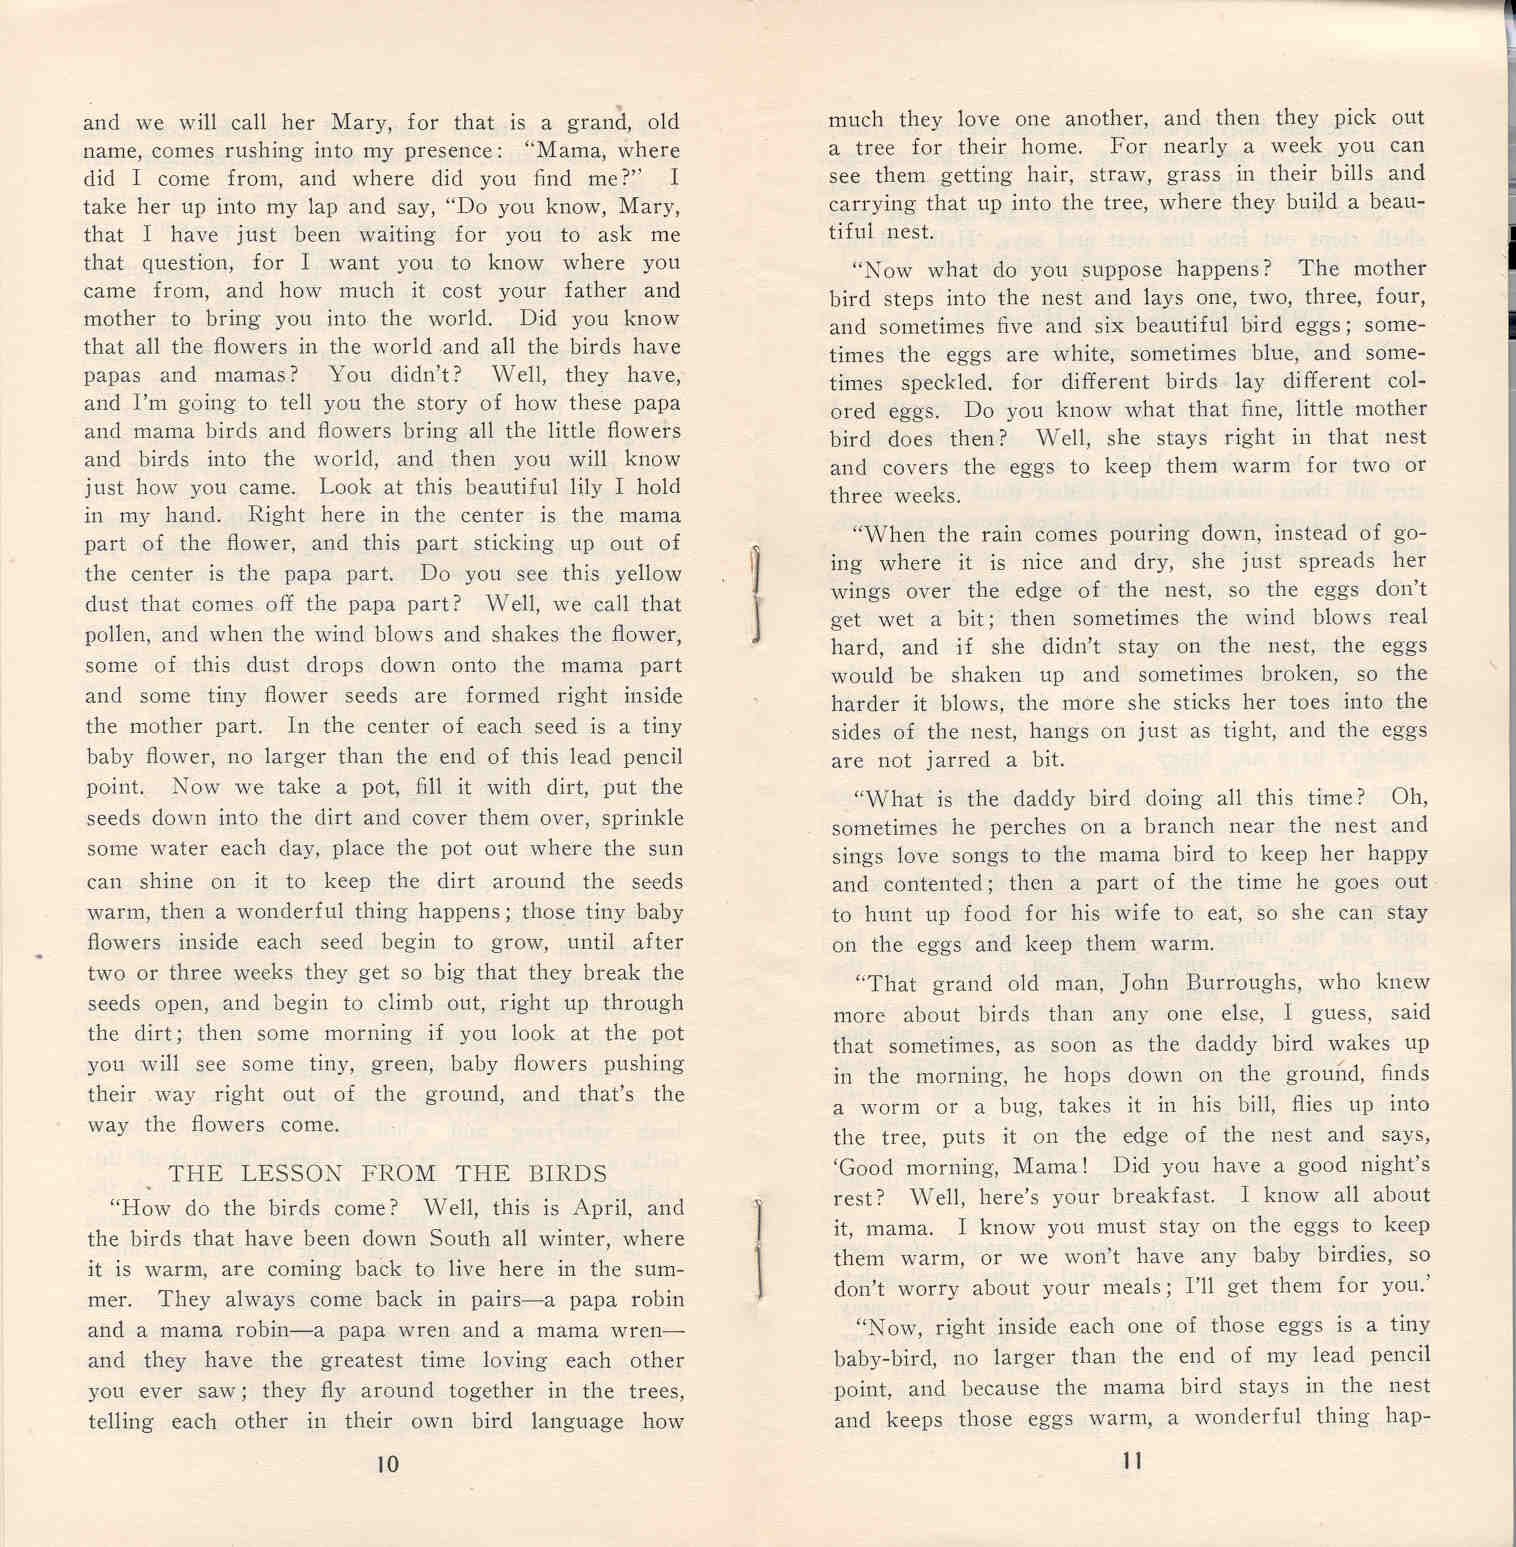 and we will call her Mary, for that is a grand, old
name, comes rushing into my presence: “Mama, where
did I come from, and where did you find me?” I
take her up into my lap and say, “Do you know, Mary,
that I have just been waiting for you to ask me
that question, for I want you to know where you
came from, and how much it cost your father and
mother to bring you into the world. Did you know
that all the flowers in the world and all the birds have
papas and mamas? You didn't? Well, they have,
and I'm going to tell you the story of how these papa
and mama birds and flowers bring all the little flowers
and birds into the world, and then you will know
just how you came. Look at this beautiful lily I hold
in my hand. Right here in the center is the mama
part of the flower, and this part sticking up out of
the center is the papa part. Do you see this yellow
dust that comes off the papa part? Well, we call that
pollen, and when the wind blows and shakes the flower,
some of this dust drops down onto the mama part
and some tiny flower seeds are formed right inside
the mother part. In the center of each seed is a tiny
baby flower, no larger than the end of this lead pencil
point. Now we take a pot, fill it with dirt, put the
seeds down into the dirt and cover them over, sprinkle
some water each day, place the pot out where the sun
can shine on it to keep the dirt around the seeds
warm, then a wonderful thing happens; those tiny baby
flowers inside each seed begin to grow, until after
two or three weeks they get so big that they break the
seeds open, and begin to climb out, right up through
the dirt; then some morning if you look at the pot
you will see some tiny, green, baby flowers pushing
their way right out of the ground, and that's the
way the flowers come.
THE LESSON FROM THE BIRDS
“How do the birds come? Well, this is April, and
the birds that have been down South all winter, where
it is warm, are coming back to live here in the sum-
mer. They always come back in pairs—a papa robin
and a mama robin—a papa wren and a mama wren—
and they have the greatest time loving each other
you ever saw; they fly around together in the trees,
telling each other in their own bird language how
10
much they love one another, and then they pick out
a tree for their home. For nearly a week you can
see them getting hair, straw, grass in their bills and
carrying that up into the tree, where they build a beau-
tiful nest.
“Now what do you suppose happens? The mother
bird steps into the nest and lays one, two, three, four,
and sometimes five and six beautiful bird eggs; some-
times the eggs are white, sometimes blue, and some-
times speckled. for different birds lay different col-
ored eggs. Do you know what that fine, little mother
bird does then? Well, she stays right in that nest
and covers the eggs to keep them warm for two or
three weeks.
“When the rain comes pouring down, instead of go-
ing where it is nice and dry, she just spreads her
wings over the edge of the nest, so the eggs don't
get wet a bit; then sometimes the wind blows real
hard, and if she didn't stay on the nest, the eggs
would be shaken up and sometimes broken, so the
harder it blows, the more she sticks her toes into the
sides of the nest, hangs on just as tight, and the eggs
are not jarred a bit.
“What is the daddy bird doing all this time? Oh,
sometimes he perches on a branch near the nest and
sings love songs to the mama bird to keep her happy
and contented; then a part of the time he goes out
to hunt up food for his wife to eat, so she can stay
on the eggs and keep them warm.
“That grand old man, John Burroughs, who knew
more about birds than any one else, I guess, said
that sometimes, as soon as the daddy bird wakes up
in the morning, he hops down on the ground, finds
a worm or a bug, takes it in his bill, flies up into
the tree, puts it on the edge of the nest and says,
‘Good morning, Mama! Did you have a good night's
rest? Well, here's your breakfast. I know all about
it, mama. I know you must stay on the eggs to keep
them warm, or we won't have any baby birdies, so
don't worry about your meals; I'll get them for you.’
“Now, right inside each one of those eggs is a tiny
baby-bird, no larger than the end of my lead pencil
point, and because the mama bird stays in the nest
and keeps those eggs warm, a wonderful thing hap-
11